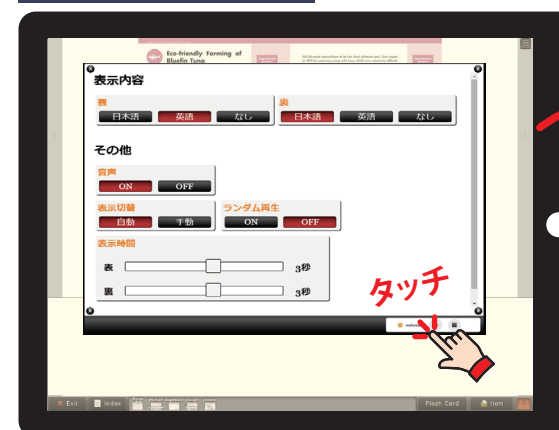 Eco-friendly Farming of
Bluefin Tuna
表示内容
表
日本語 英語 なし
裏
日本語 英語 なし
その他
音声
ON OFF
表示切替
自動 手動
ランダム再生
ON OFF
表示時間
表 3秒
裏 3秒
タッチ
Exit Index
Flash Card Item